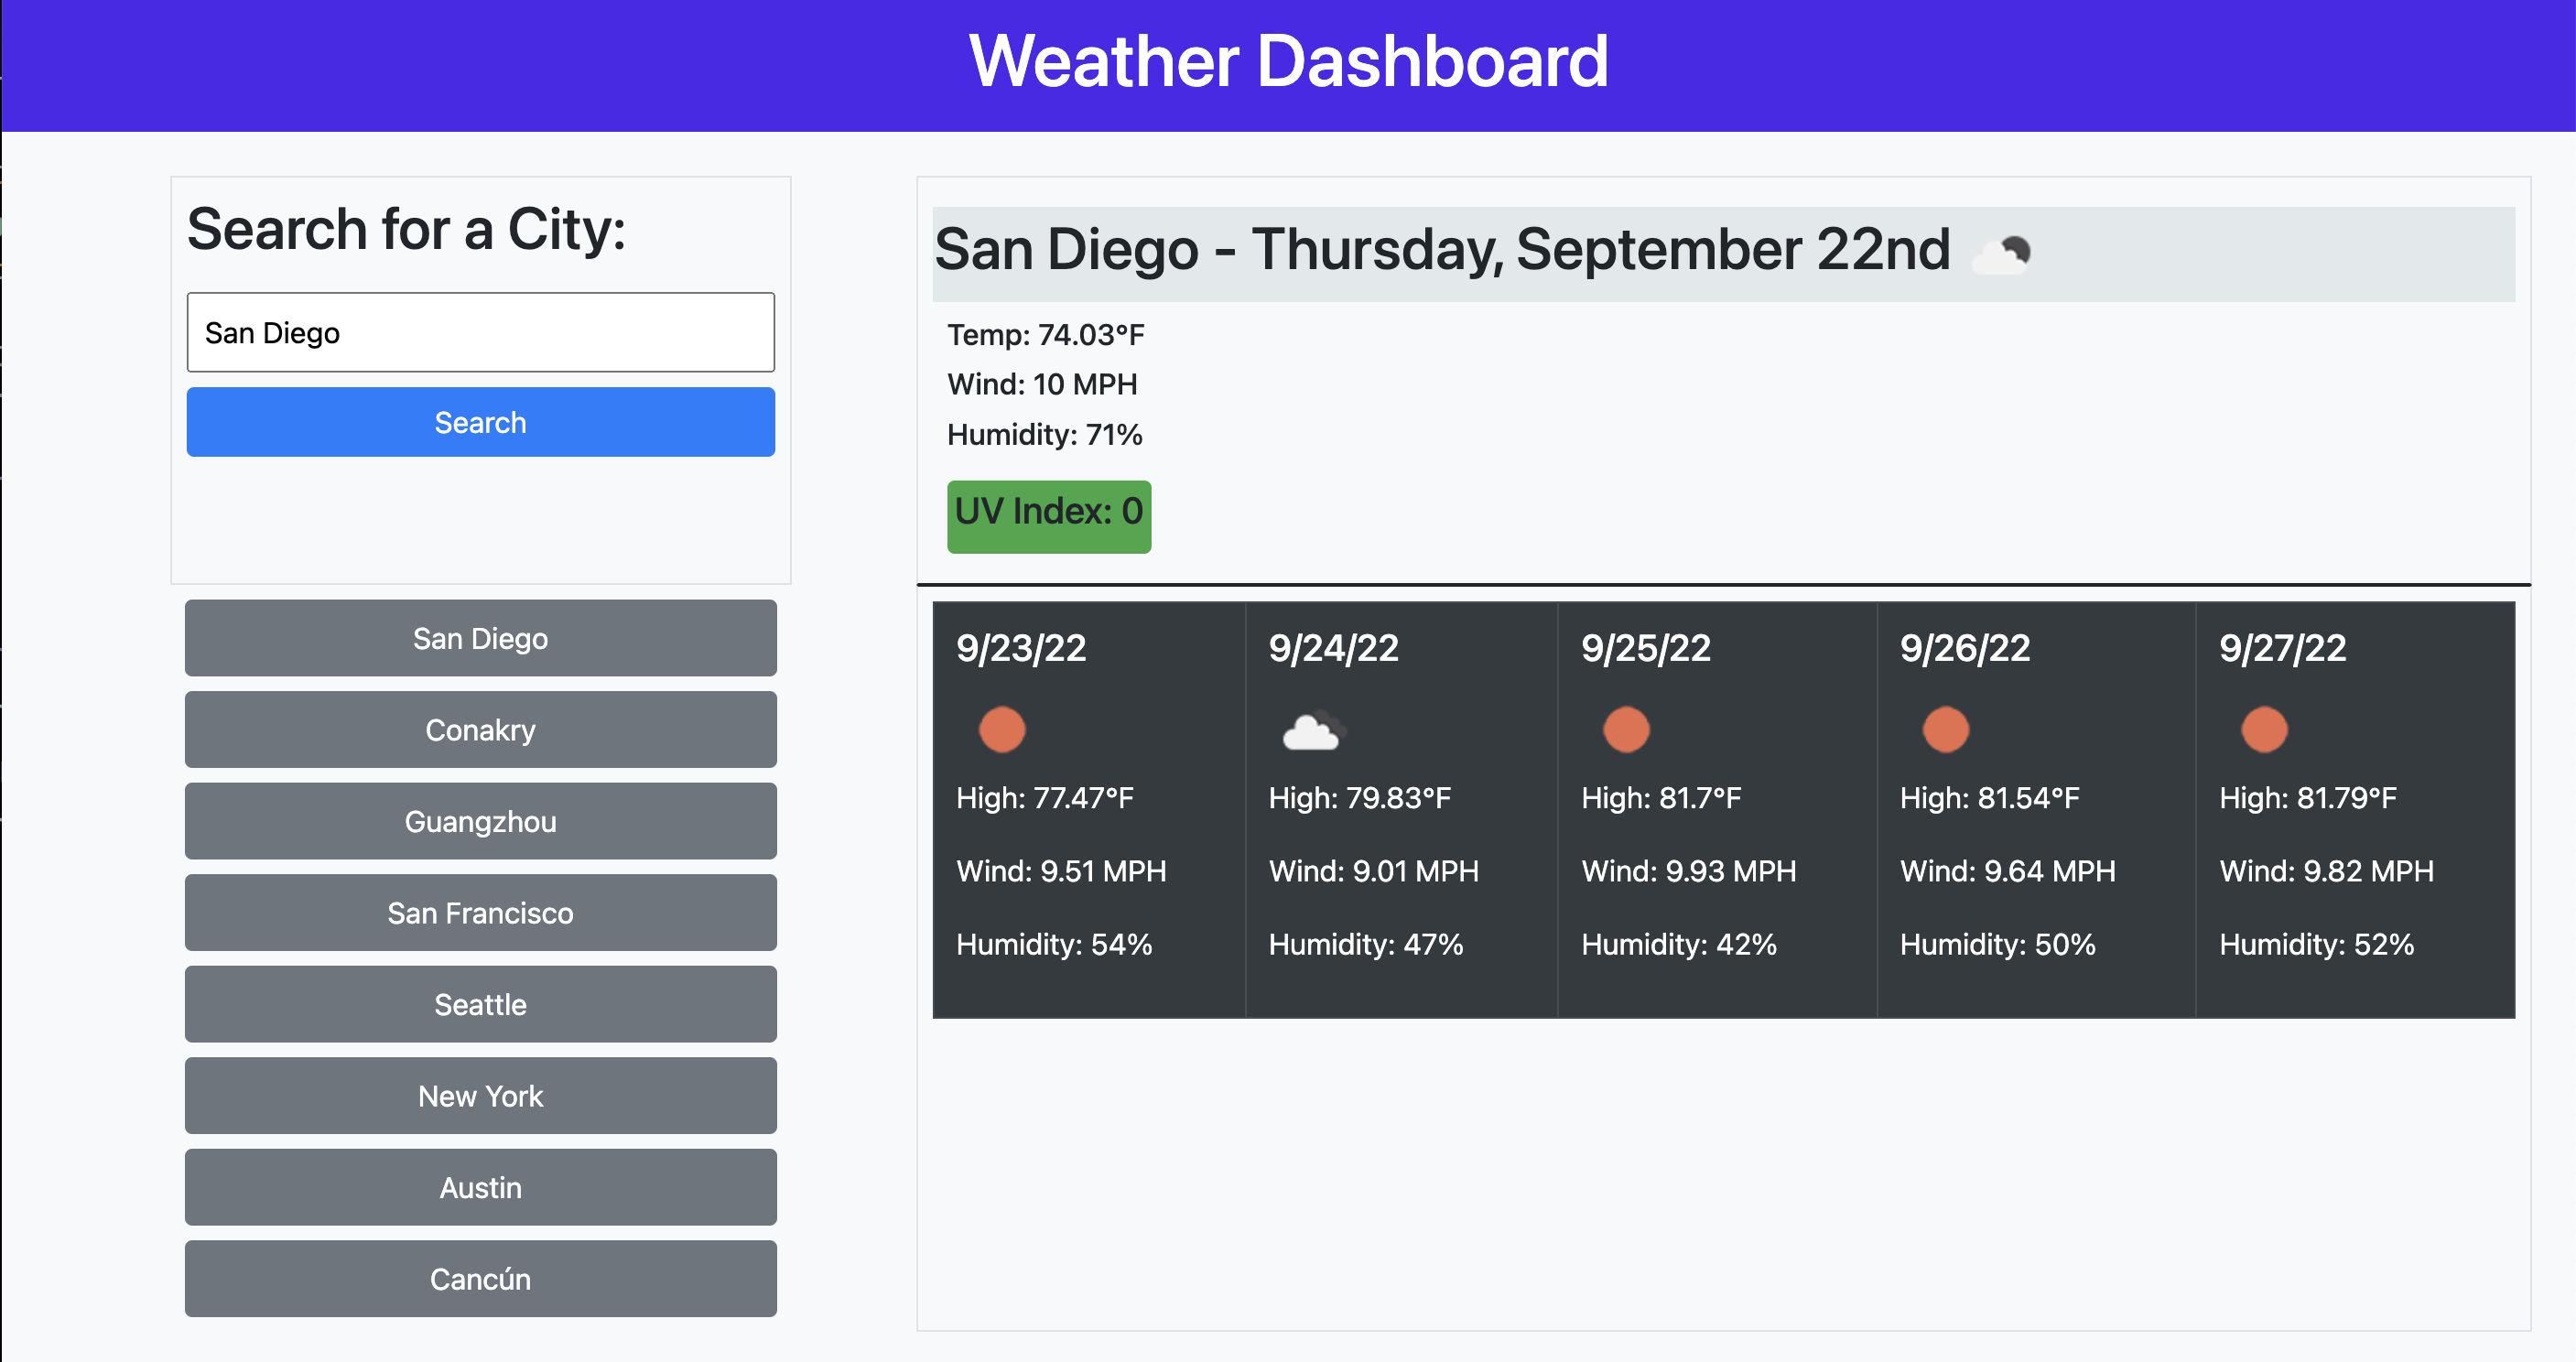 Weather Dashboard
Search for a City:
San Diego
Search
San Diego
Conakry
Guangzhou
San Francisco
Seattle
New York
Austin
Cancún
San Diego - Thursday, September 22nd
Temp: 74.03°F
Wind: 10 MPH
Humidity: 71%
UV Index: 0
9/23/22
High: 77.47°F
Wind: 9.51 MPH
Humidity: 54%
9/24/22
High: 79.83°F
Wind: 9.01 MPH
Humidity: 47%
9/25/22
High: 81.7°F
Wind: 9.93 MPH
Humidity: 42%
9/26/22
High: 81.54°F
Wind: 9.64 MPH
Humidity: 50%
9/27/22
High: 81.79°F
Wind: 9.82 MPH
Humidity: 52%